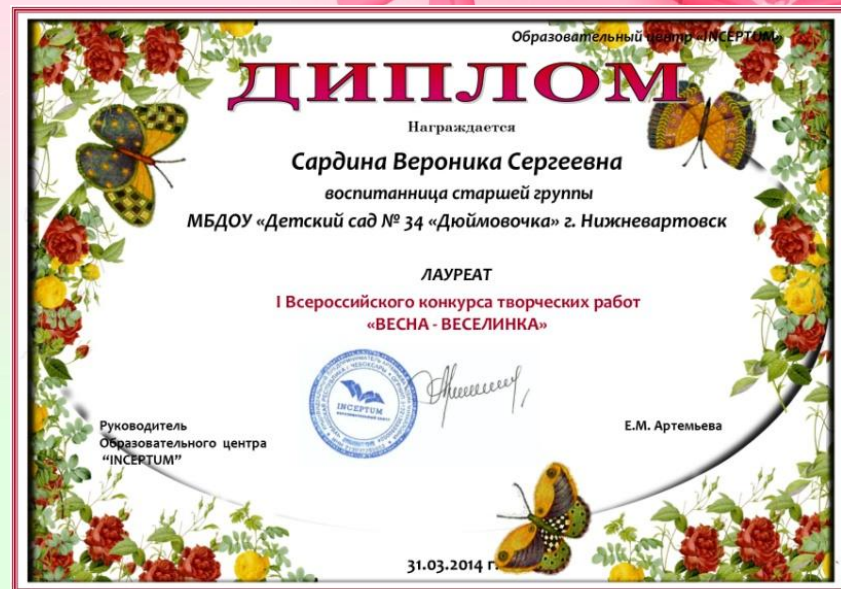 Образовательный центр «INCEPTUM»
ДИПЛОМ
Награждается
Сардина Вероника Сергеевна
воспитанница старшей группы
МБДОУ «Детский сад № 34 «Дюймовочка» г. Нижневартовск
ЛАУРЕАТ
I Всероссийского конкурса творческих работ
«ВЕСНА - ВЕСЕЛИНКА»
INCEPTUM
Руководитель
Образовательного центра
“INCEPTUM”
Е.М. Артемьева
31.03.2014 г.